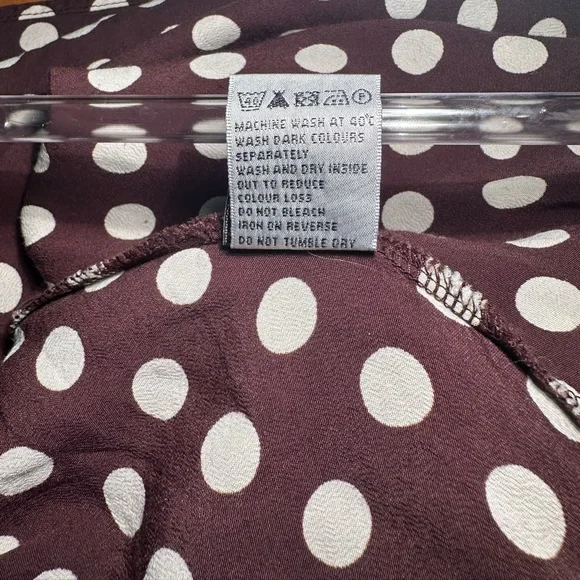 40 P
MACHINE WASH AT 40°C
WASH DARK COLOURS
SEPARATELY
WASH AND DRY INSIDE
OUT TO REDUCE
COLOUR LOSS
DO NOT BLEACH
IRON ON REVERSE
DO NOT TUMBLE DRY